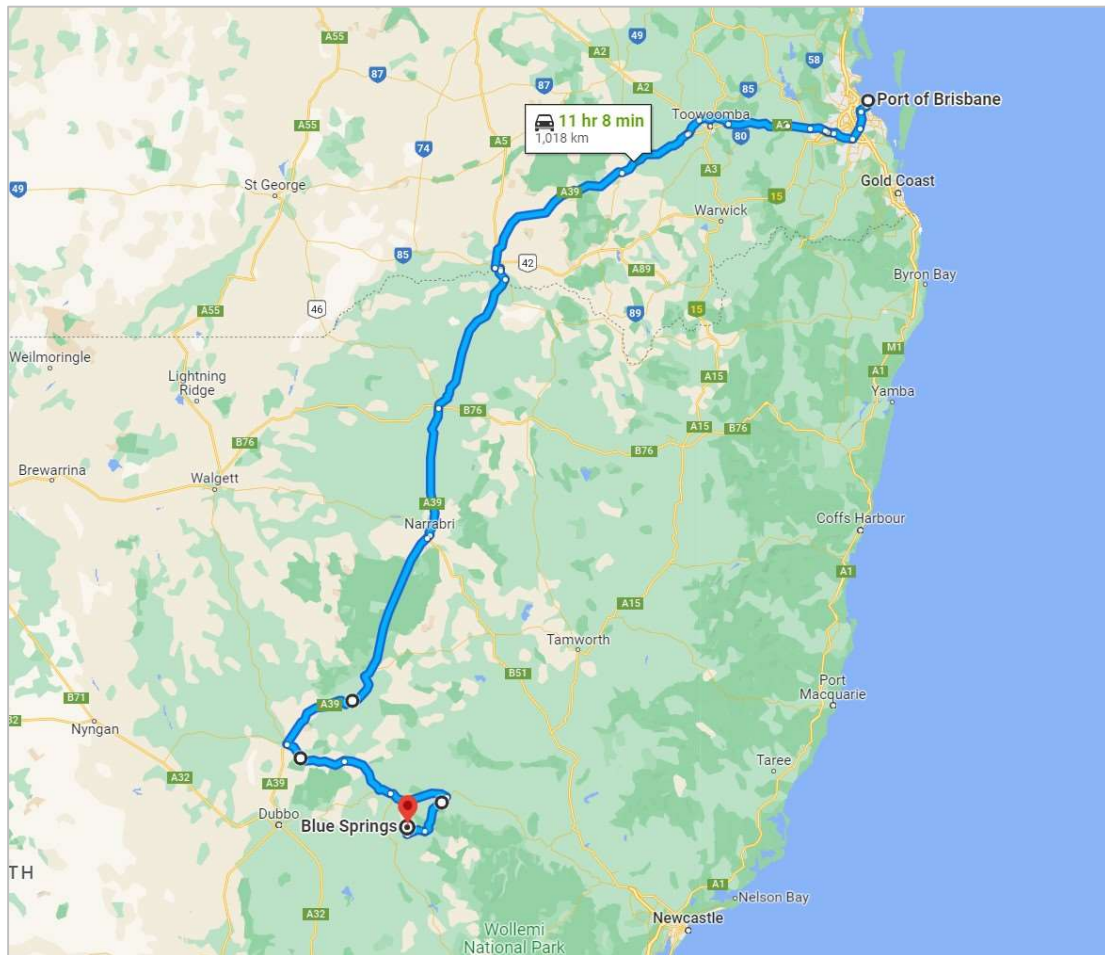 A55
49
A2
58
87
87
A2
85
Port of Brisbane
11 hr 8 min
1,018 km
Toowoomba
A2
80
A55
A5
74
49
St George
A39
A3
Gold Coast
15
Warwick
85
42
A89
Byron Bay
A55
46
89
15
Weilmoringle
M1
Lightning
Ridge
A15
A1
Yamba
B76
A15
B76
B76
B76
Brewarrina
Walgett
A39
Narrabri
Coffs Harbour
A1
A15
Tamworth
B71
B51
Port
Macquarie
A39
32
Nyngan
Taree
A32
A39
Dubbo
Blue Springs
TH
A1
Nelson Bay
A32
Newcastle
Wollemi
National Park